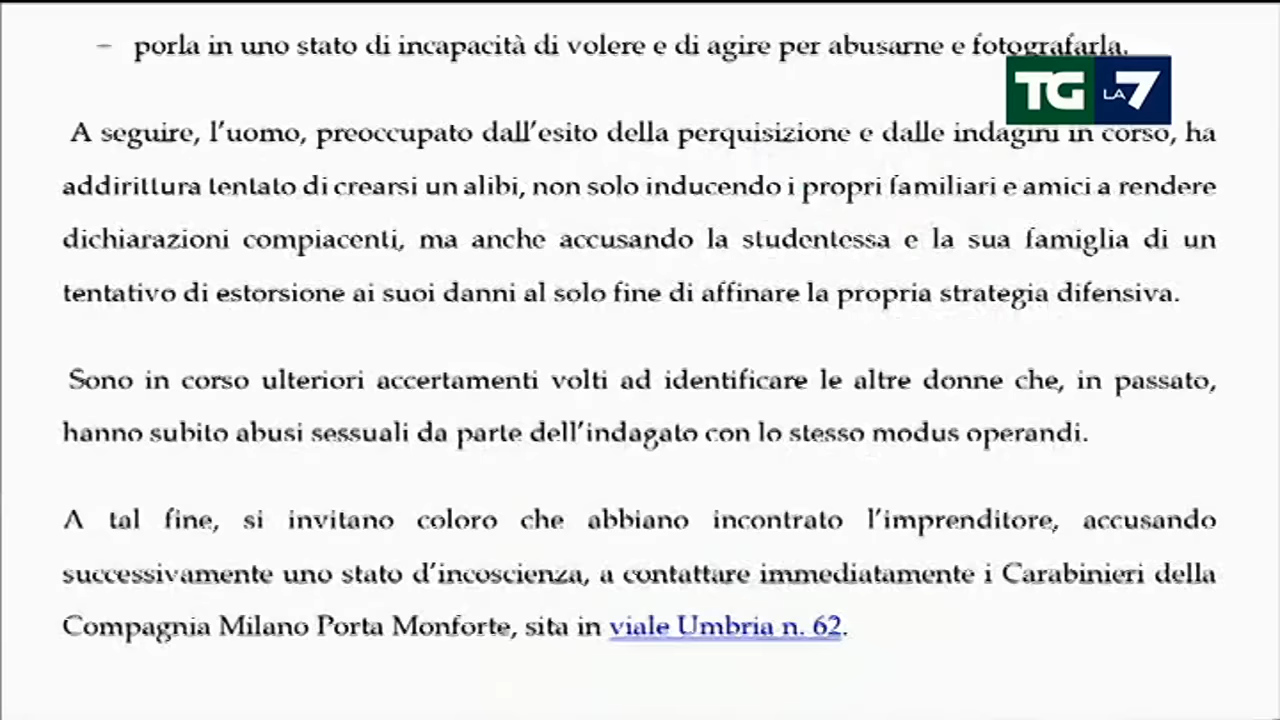 – porla in uno stato di incapacità di volere e di agire per abusarne e fotografarla.
TG LA7
A seguire, l'uomo, preoccupato dall'esito della perquisizione e dalle indagini in corso, ha
addirittura tentato di crearsi un alibi, non solo inducendo i propri familiari e amici a rendere
dichiarazioni compiacenti, ma anche accusando la studentessa e la sua famiglia di un
tentativo di estorsione ai suoi danni al solo fine di affinare la propria strategia difensiva.
Sono in corso ulteriori accertamenti volti ad identificare le altre donne che, in passato,
hanno subito abusi sessuali da parte dell'indagato con lo stesso modus operandi.
A tal fine, si invitano coloro che abbiano incontrato l'imprenditore, accusando
successivamente uno stato d'incoscienza, a contattare immediatamente i Carabinieri della
Compagnia Milano Porta Monforte, sita in viale Umbria n. 62.